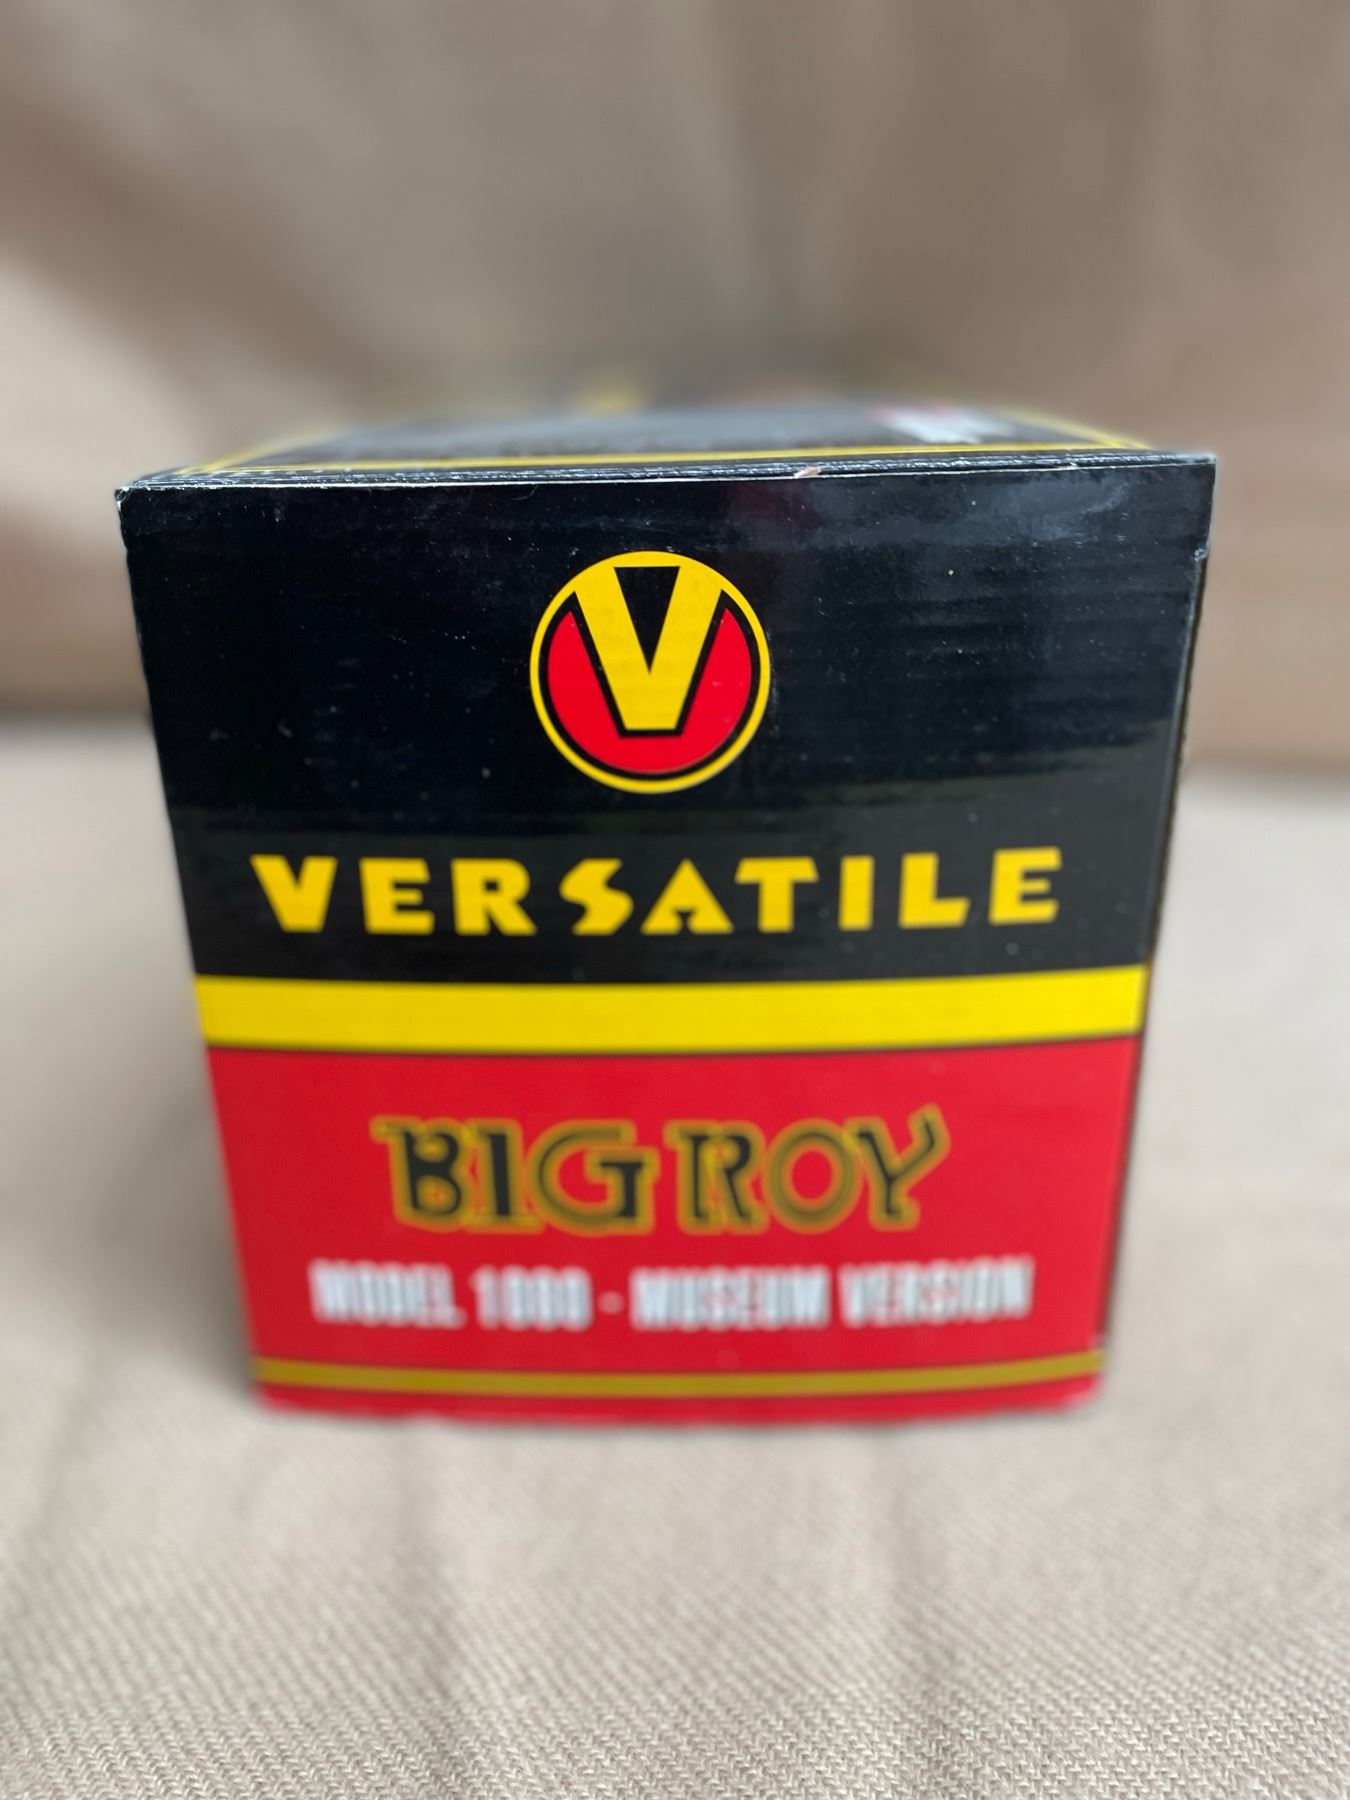 V
VERSATILE
BIG ROY
MODEL 1080 - MUSEUM VERSION